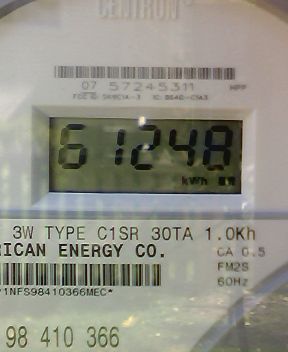 CENTRON
07 57245311
61248
kWh
3W TYPE C1SR 30TA 1.0Kh
RICAN ENERGY CO. CA 0.5
FM2S
60Hz
98 410 366